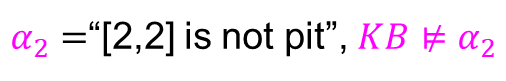 α₂ =“[2,2] is not pit”, KB ⊭ α₂